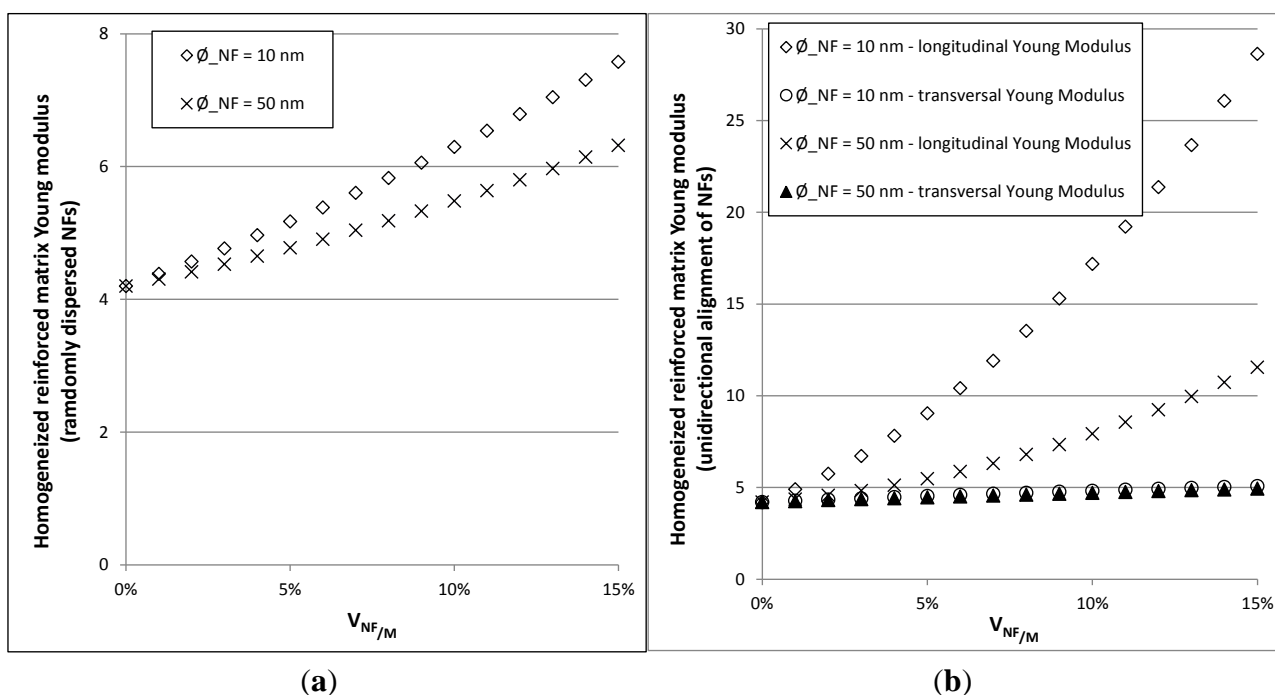 Homogeneized reinforced matrix Young modulus
(ramdomly dispersed NFs)
8
6
4
2
0
Ø_NF = 10 nm
Ø_NF = 50 nm
0%
5%
10%
15%
V_NF/M
(a)
Homogeneized reinforced matrix Young modulus
(unidirectional alignment of NFs)
30
25
20
15
10
5
0
Ø_NF = 10 nm - longitudinal Young Modulus
Ø_NF = 10 nm - transversal Young Modulus
Ø_NF = 50 nm - longitudinal Young Modulus
Ø_NF = 50 nm - transversal Young Modulus
0%
5%
10%
15%
V_NF/M
(b)